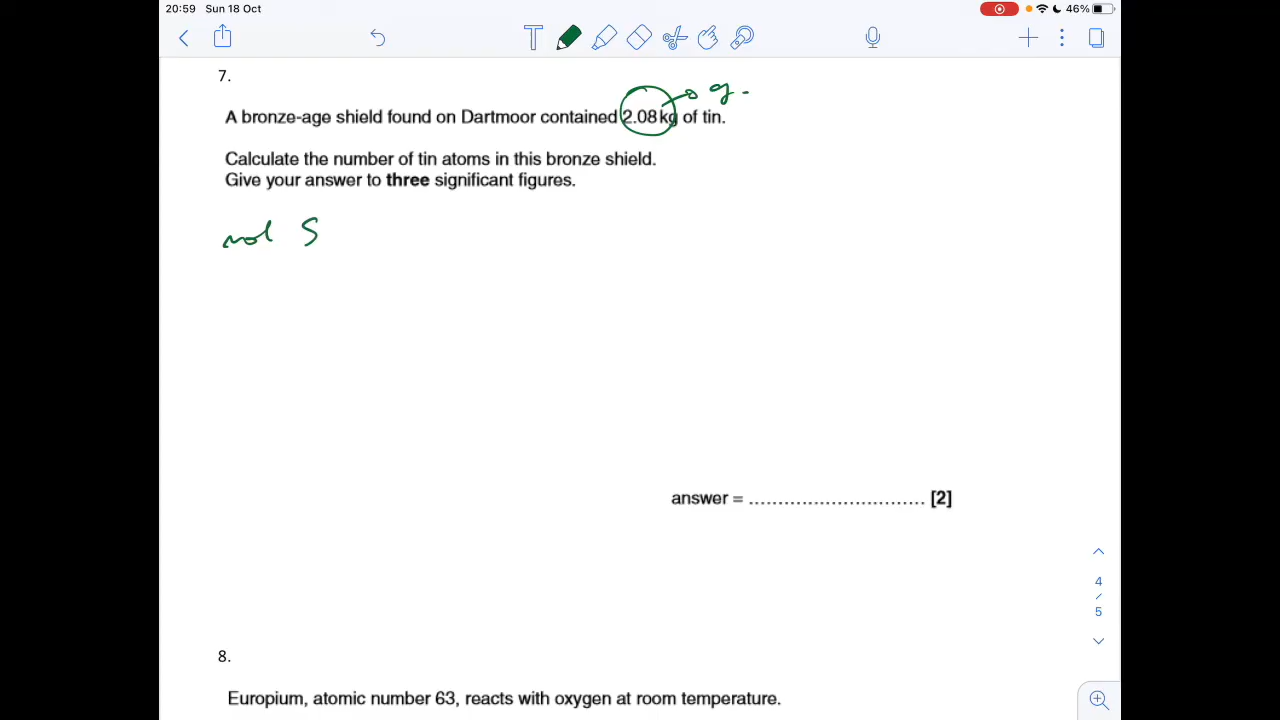 20:59 Sun 18 Oct
46%
T
7.
g.
A bronze-age shield found on Dartmoor contained 2.08 kg of tin.
Calculate the number of tin atoms in this bronze shield.
Give your answer to three significant figures.
mol S
answer = ............................... [2]
4
/
5
8.
Europium, atomic number 63, reacts with oxygen at room temperature.